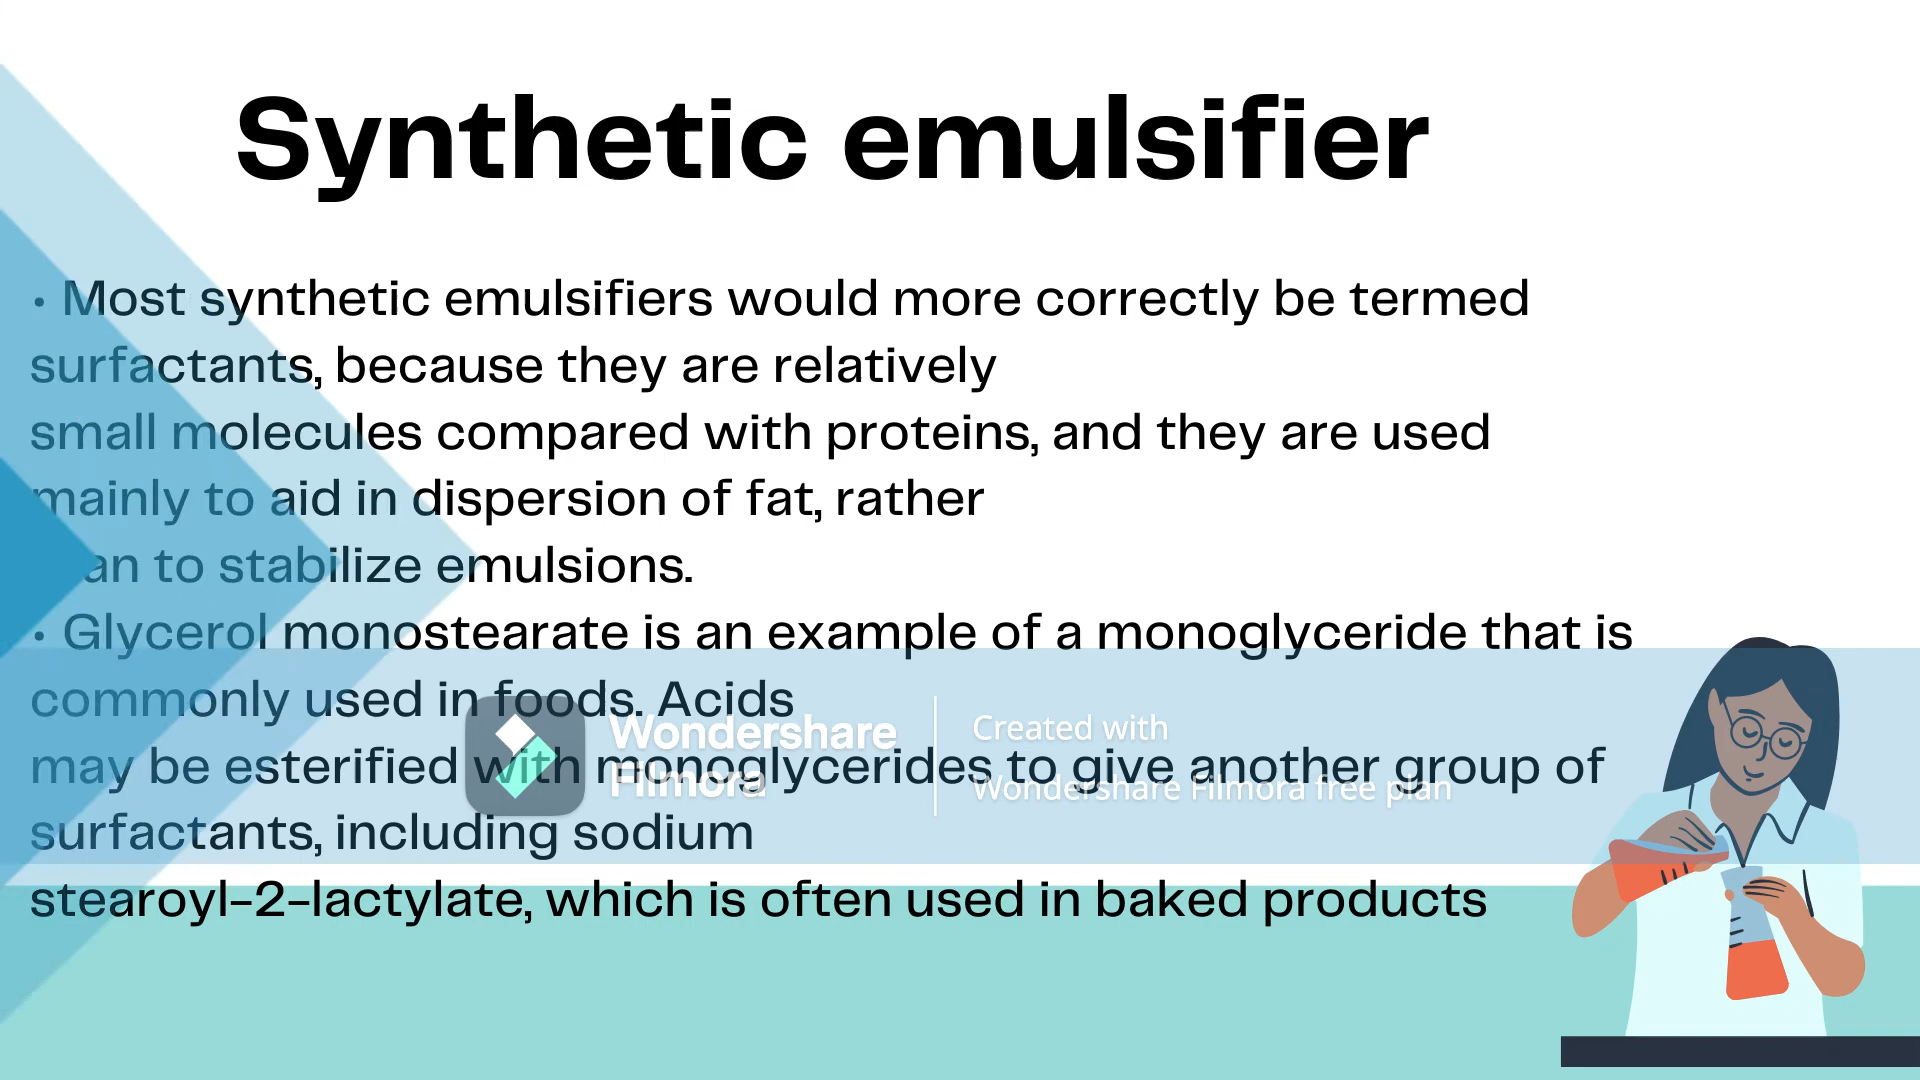 Synthetic emulsifier
• Most synthetic emulsifiers would more correctly be termed
surfactants, because they are relatively
small molecules compared with proteins, and they are used
mainly to aid in dispersion of fat, rather
an to stabilize emulsions.
• Glycerol monostearate is an example of a monoglyceride that is
commonly used in foods. Acids
may be esterified with monoglycerides to give another group of
surfactants, including sodium
stearoyl-2-lactylate, which is often used in baked products
Wondershare
Filmora
Created with
Wondershare Filmora free plan